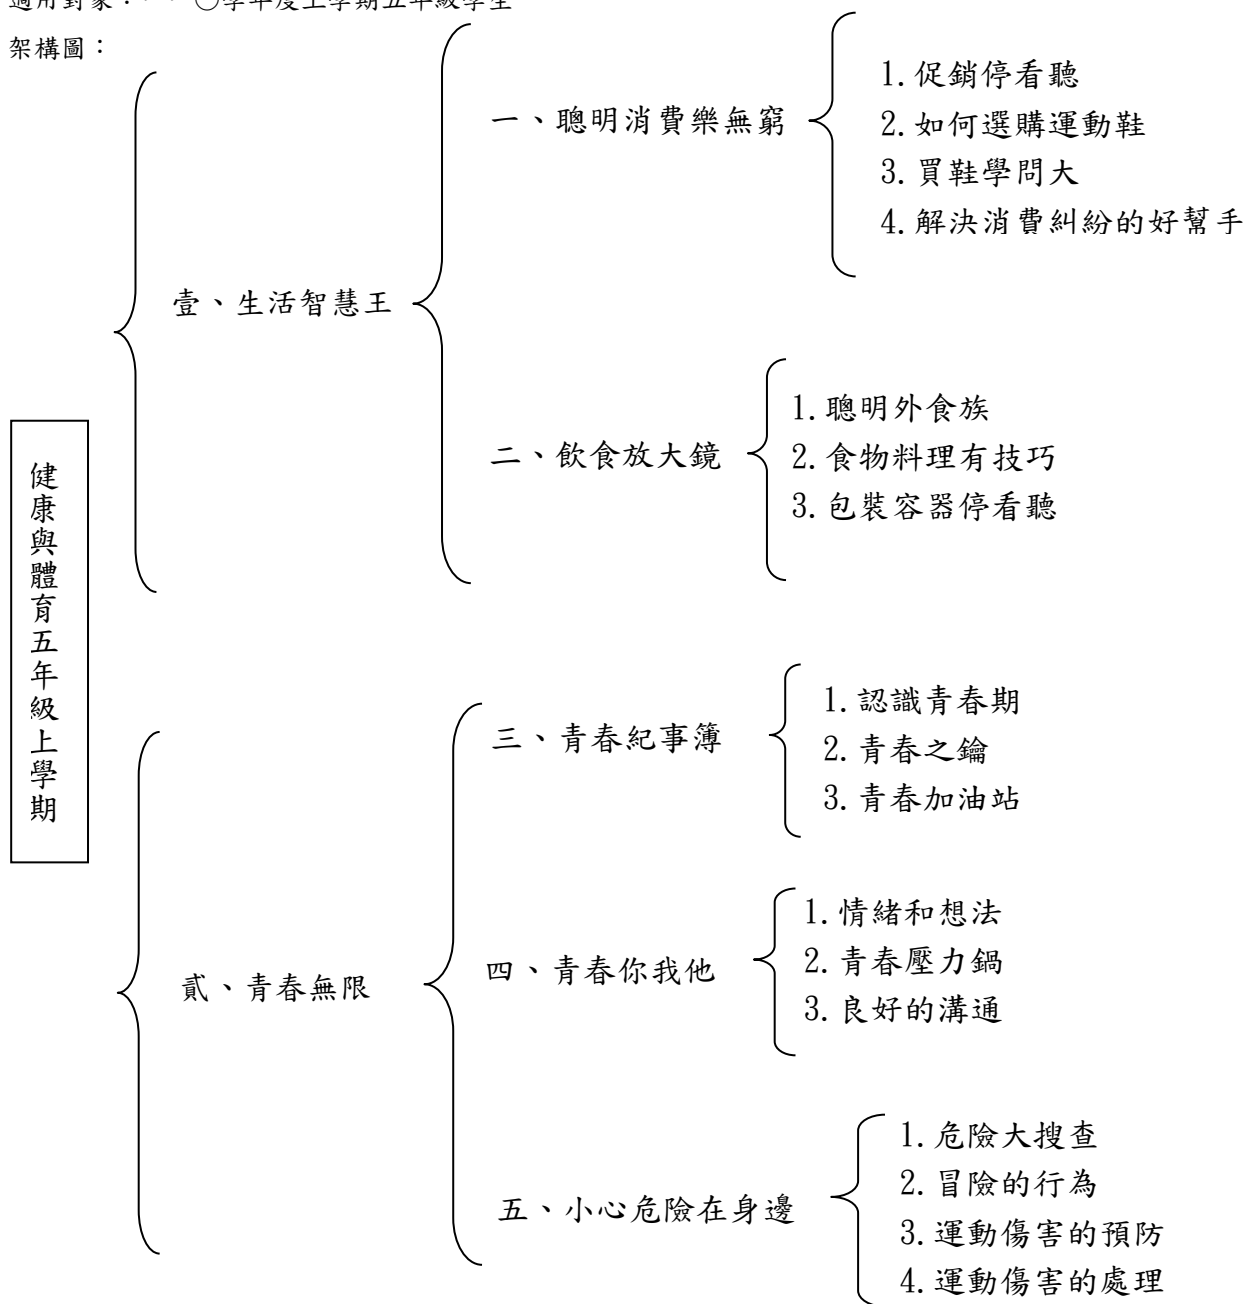 架構圖：
健康與體育五年級上學期
壹、生活智慧王
一、聰明消費樂無窮
1.促銷停看聽
2.如何選購運動鞋
3.買鞋學問大
4.解決消費糾紛的好幫手
二、飲食放大鏡
1.聰明外食族
2.食物料理有技巧
3.包裝容器停看聽
貳、青春無限
三、青春紀事簿
1.認識青春期
2.青春之鑰
3.青春加油站
四、青春你我他
1.情緒和想法
2.青春壓力鍋
3.良好的溝通
五、小心危險在身邊
1.危險大搜查
2.冒險的行為
3.運動傷害的預防
4.運動傷害的處理